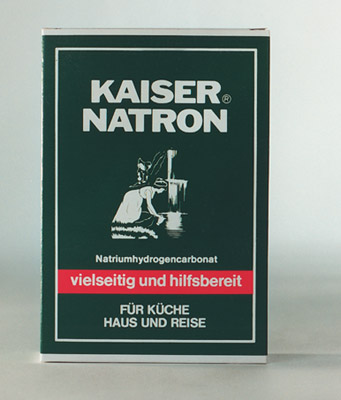 KAISER®
NATRON
Natriumhydrogencarbonat
vielseitig und hilfsbereit
FÜR KÜCHE
HAUS UND REISE